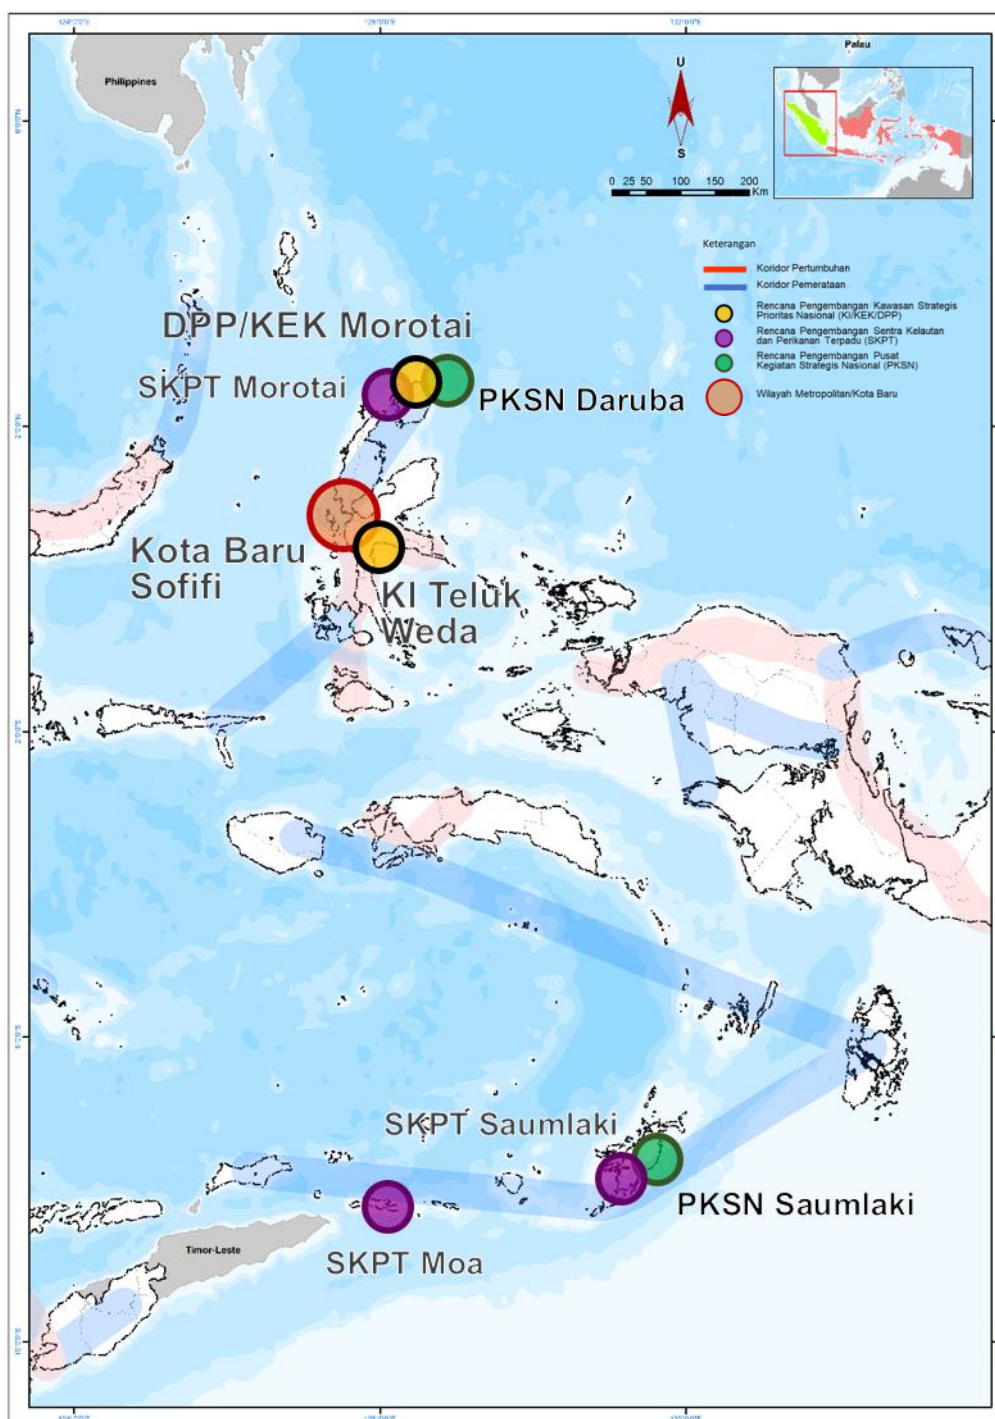 Palau
Philippines
U
S
0 25 50 100 150 200
Km
Keterangan
Koridor Pertumbuhan
Koridor Pemerataan
Rencana Pengembangan Kawasan Strategis
Prioritas Nasional (KI/KEK/DPP)
Rencana Pengembangan Sentra Kelautan
dan Perikanan Terpadu (SKPT)
Rencana Pengembangan Pusat
Kegiatan Strategis Nasional (PKSN)
Wilayah Metropolitan/Kota Baru
DPP/KEK Morotai
SKPT Morotai
PKSN Daruba
Kota Baru
Sofifi
KI Teluk
Weda
SKPT Saumlaki
PKSN Saumlaki
Timor-Leste
SKPT Moa